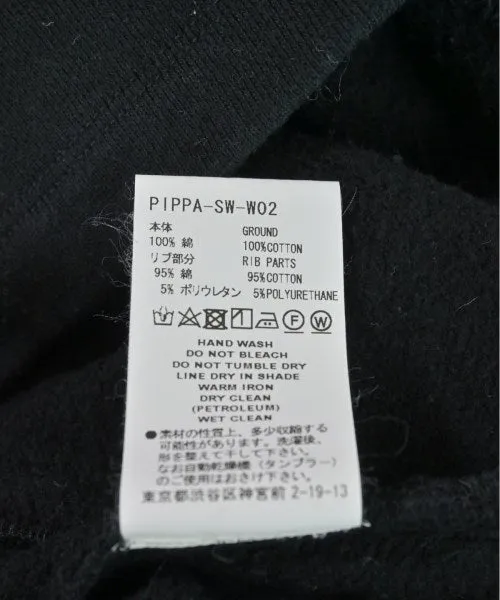 PIPPA-SW-W02
本体 GROUND
100% 綿 100%COTTON
リブ部分 RIB PARTS
95% 綿 95%COTTON
5% ポリウレタン 5%POLYURETHANE
HAND WASH
DO NOT BLEACH
DO NOT TUMBLE DRY
LINE DRY IN SHADE
WARM IRON
DRY CLEAN
(PETROLEUM)
WET CLEAN
●素材の性質上、多少収縮する
可能性があります。洗濯後、
形を整えて干して下さい。
なお自動乾燥機(タンブラー)の
ご使用はお避け下さい。
東京都渋谷区神宮前 2-19-13